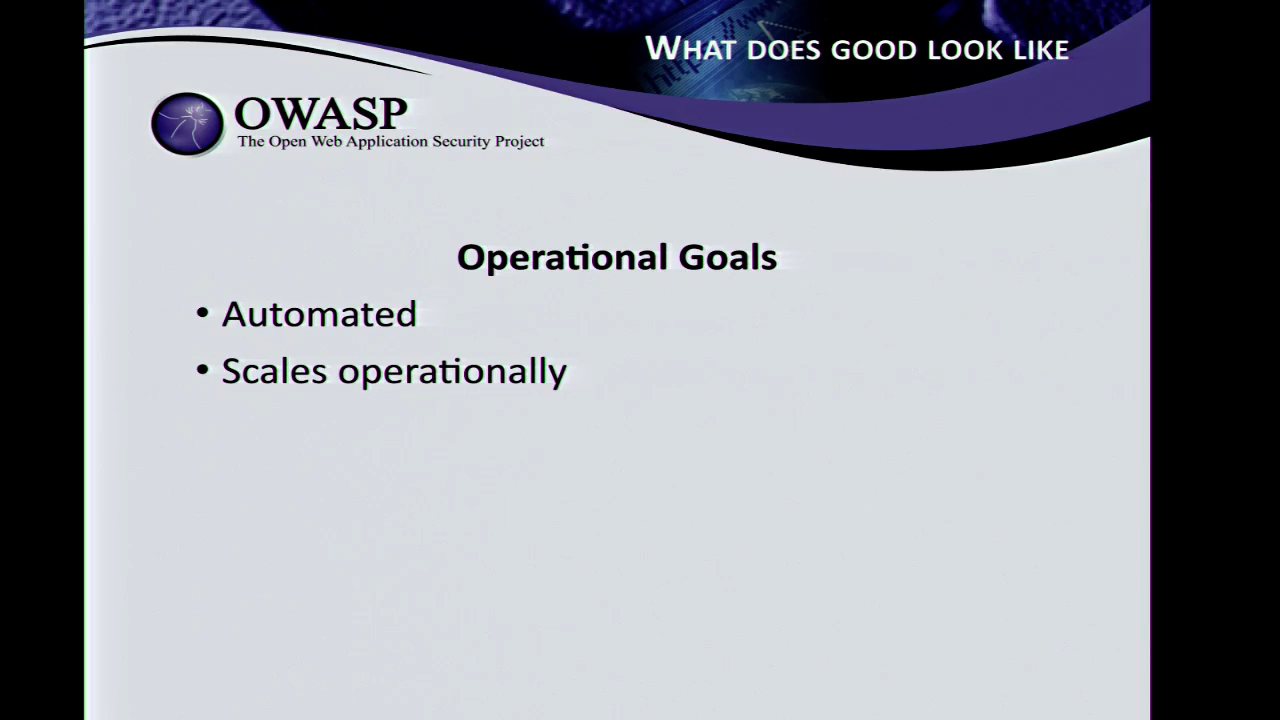 WHAT DOES GOOD LOOK LIKE
OWASP
The Open Web Application Security Project
Operational Goals
• Automated
• Scales operationally